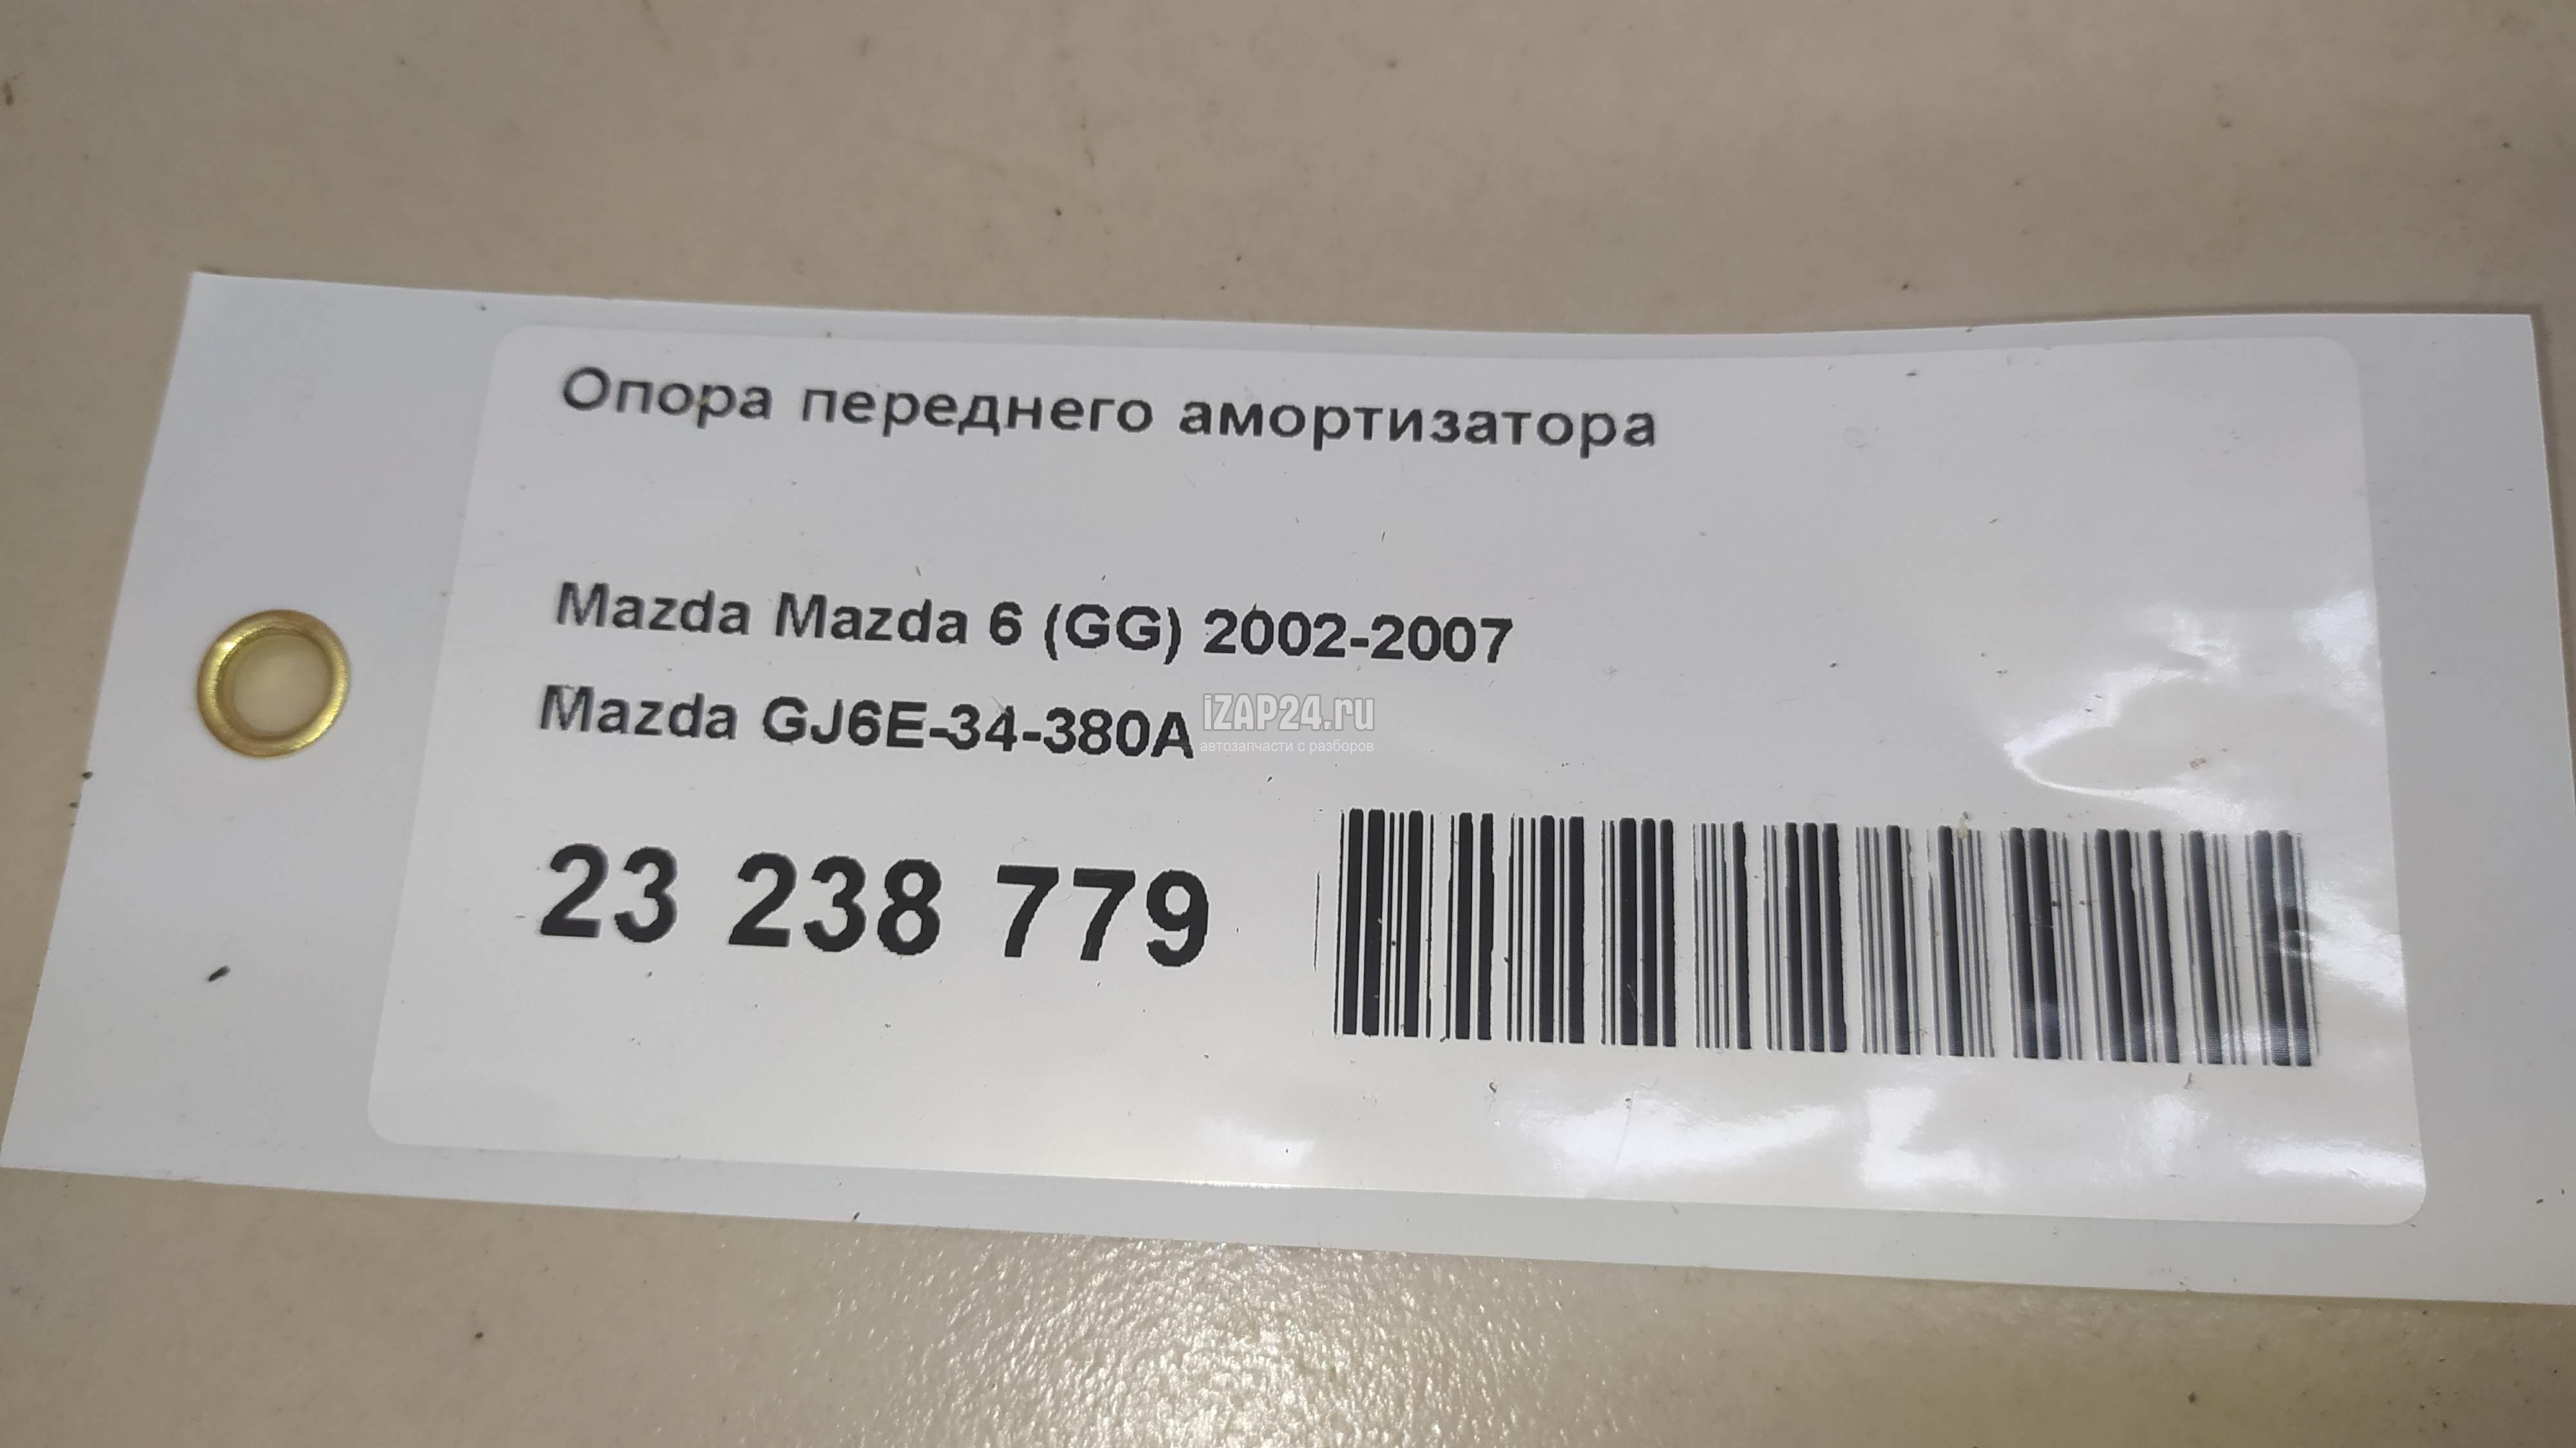 Опора переднего амортизатора
Mazda Mazda 6 (GG) 2002-2007
Mazda GJ6E-34-380A
iZAP24.ru
автозапчасти с разборов
23 238 779